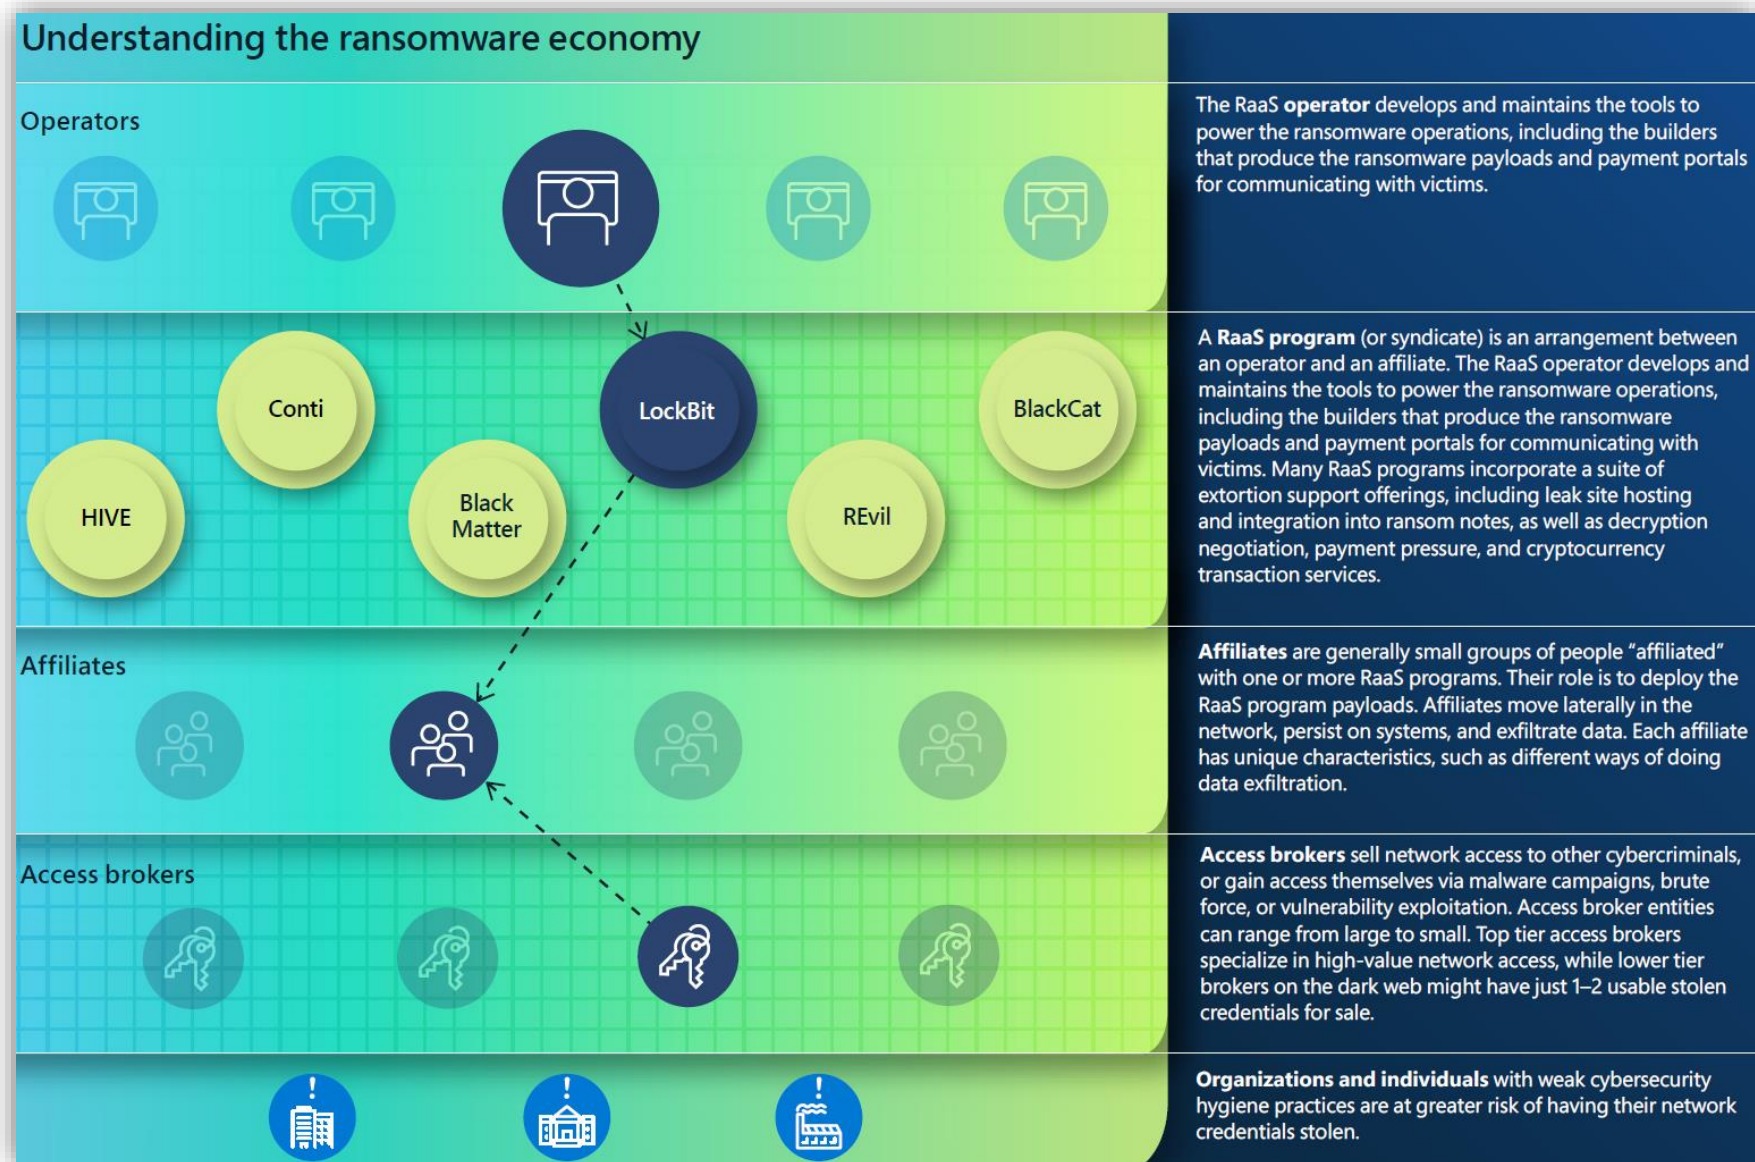 Understanding the ransomware economy
Operators
The RaaS operator develops and maintains the tools to
power the ransomware operations, including the builders
that produce the ransomware payloads and payment portals
for communicating with victims.
Conti
LockBit
BlackCat
HIVE
Black
Matter
REvil
A RaaS program (or syndicate) is an arrangement between
an operator and an affiliate. The RaaS operator develops and
maintains the tools to power the ransomware operations,
including the builders that produce the ransomware
payloads and payment portals for communicating with
victims. Many RaaS programs incorporate a suite of
extortion support offerings, including leak site hosting
and integration into ransom notes, as well as decryption
negotiation, payment pressure, and cryptocurrency
transaction services.
Affiliates
Affiliates are generally small groups of people “affiliated”
with one or more RaaS programs. Their role is to deploy the
RaaS program payloads. Affiliates move laterally in the
network, persist on systems, and exfiltrate data. Each affiliate
has unique characteristics, such as different ways of doing
data exfiltration.
Access brokers
Access brokers sell network access to other cybercriminals,
or gain access themselves via malware campaigns, brute
force, or vulnerability exploitation. Access broker entities
can range from large to small. Top tier access brokers
specialize in high-value network access, while lower tier
brokers on the dark web might have just 1–2 usable stolen
credentials for sale.
! ! !
Organizations and individuals with weak cybersecurity
hygiene practices are at greater risk of having their network
credentials stolen.